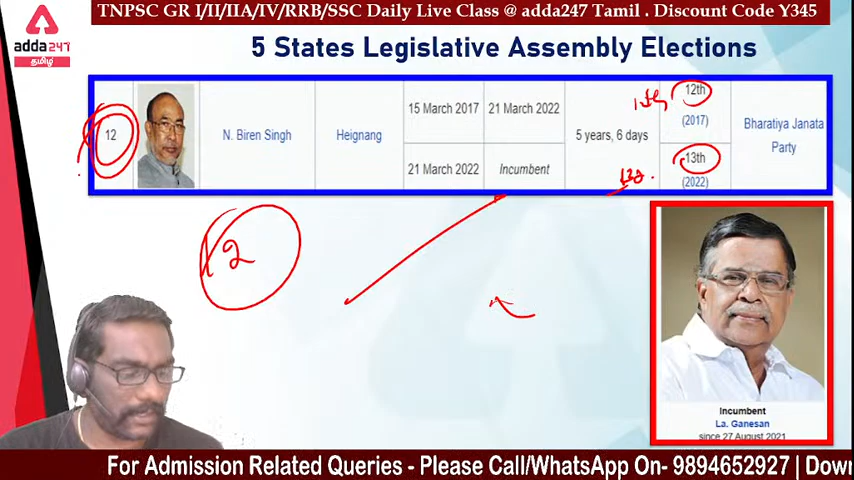 TNPSC GR I/II/IIA/IV/RRB/SSC Daily Live Class @ adda247 Tamil . Discount Code Y345
adda247
தமிழ்
5 States Legislative Assembly Elections
12
N. Biren Singh
Heignang
15 March 2017
21 March 2022
5 years, 6 days
12th
(2017)
Bharatiya Janata
Party
21 March 2022
Incumbent
13th
(2022)
12
Incumbent
La. Ganesan
since 27 August 2021
For Admission Related Queries - Please Call/WhatsApp On- 9894652927 | Down